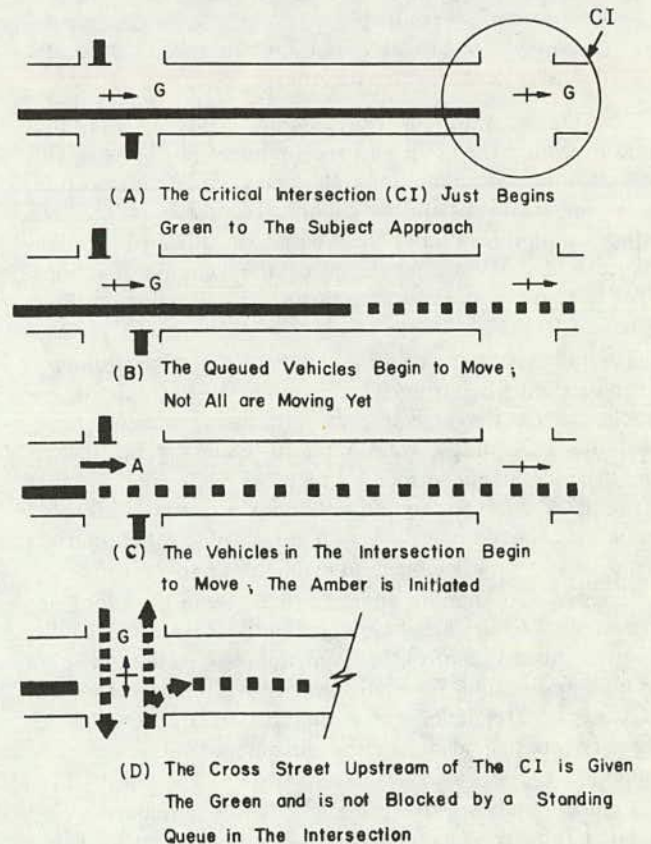 CI
G
G
(A) The Critical Intersection (CI) Just Begins
Green to The Subject Approach
G
(B) The Queued Vehicles Begin to Move;
Not All are Moving Yet
A
(C) The Vehicles in The Intersection Begin
to Move; The Amber is Initiated
G
(D) The Cross Street Upstream of The CI is Given
The Green and is not Blocked by a Standing
Queue in The Intersection